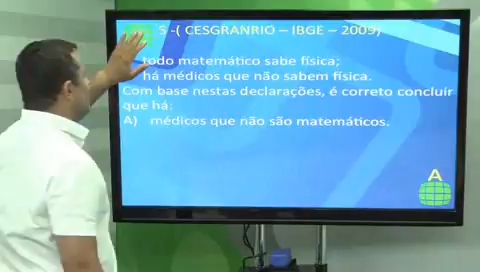 5 -( CESGRANRIO – IBGE – 2009)
todo matemático sabe física;
há médicos que não sabem física.
Com base nestas declarações, é correto concluir
que há:
A) médicos que não são matemáticos.
A